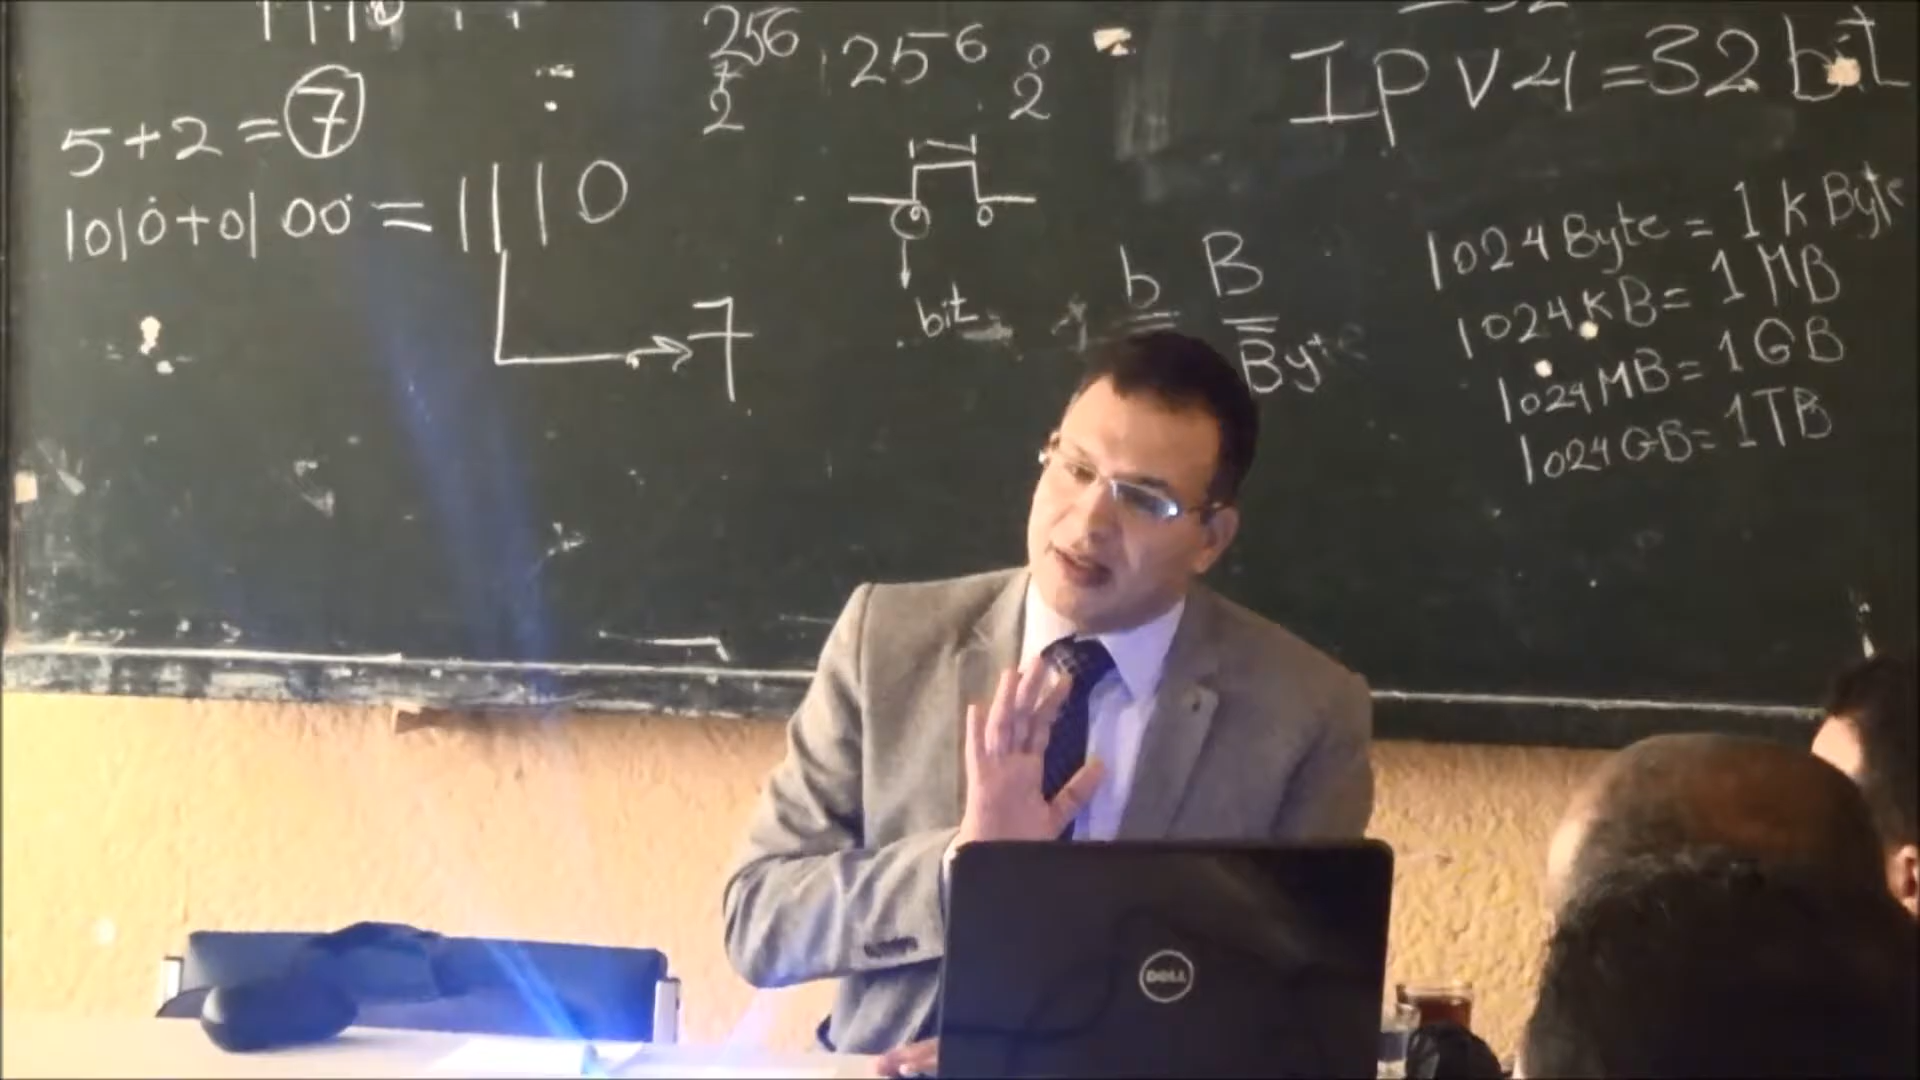 5+2=7
1010+0100=1110
7
256 256
2 2
bit
b B
Byte
IPV4=32 bit
1024 Byte = 1 k Byte
1024 KB = 1 MB
1024 MB = 1 GB
1024 GB = 1 TB
DELL